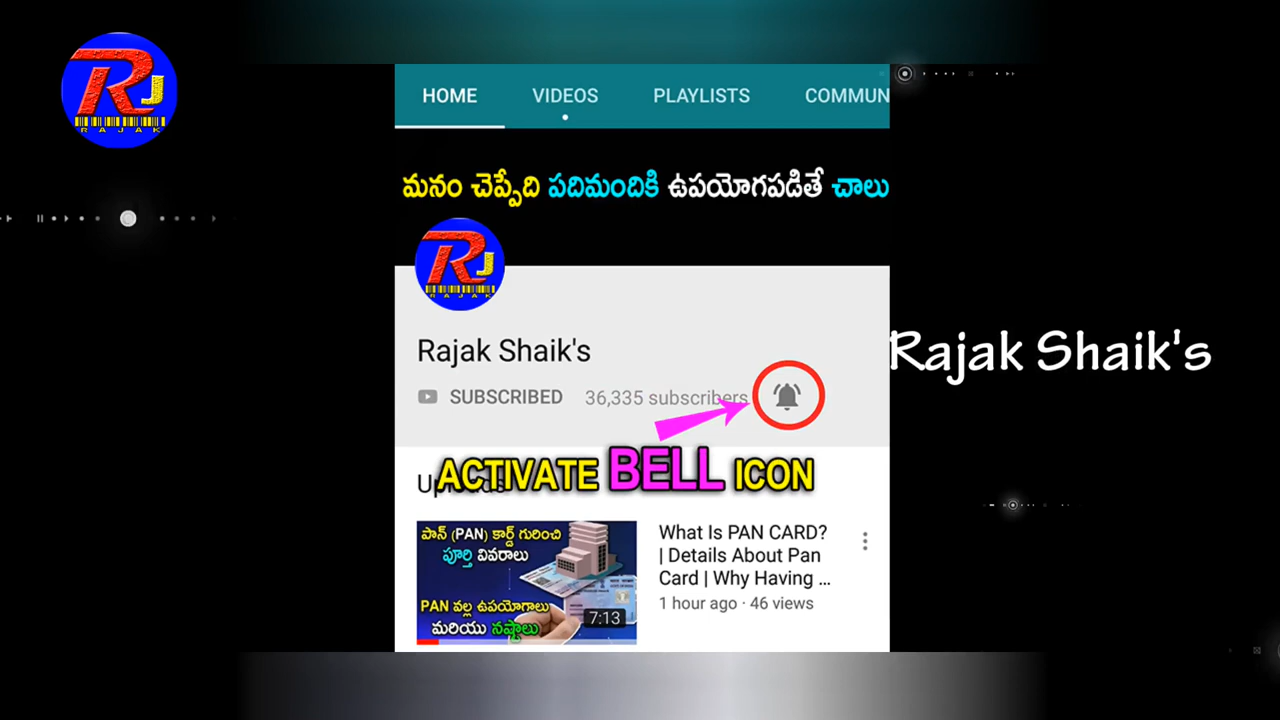 RJ
RAJAK
HOME VIDEOS PLAYLISTS COMMUN
మనం చెప్పేది పదిమందికి ఉపయోగపడితే చాలు
RJ
RAJAK
Rajak Shaik's
SUBSCRIBED 36,335 subscribers
Rajak Shaik's
ACTIVATE BELL ICON
Uploads
పాన్ (PAN) కార్డ్ గురించి
పూర్తి వివరాలు
PAN వల్ల ఉపయోగాలు
మరియు నష్టాలు
7:13
What Is PAN CARD?
| Details About Pan
Card | Why Having ...
1 hour ago · 46 views